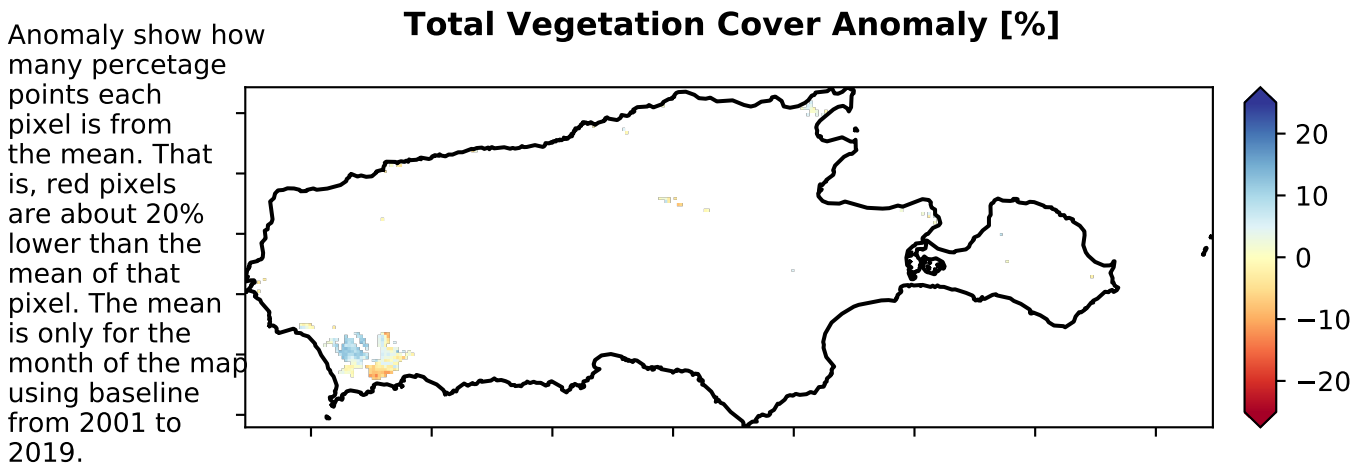 Total Vegetation Cover Anomaly [%]
Anomaly show how
many percetage
points each
pixel is from
the mean. That
is, red pixels
are about 20%
lower than the
mean of that
pixel. The mean
is only for the
month of the map
using baseline
from 2001 to
2019.
20
10
0
−10
−20